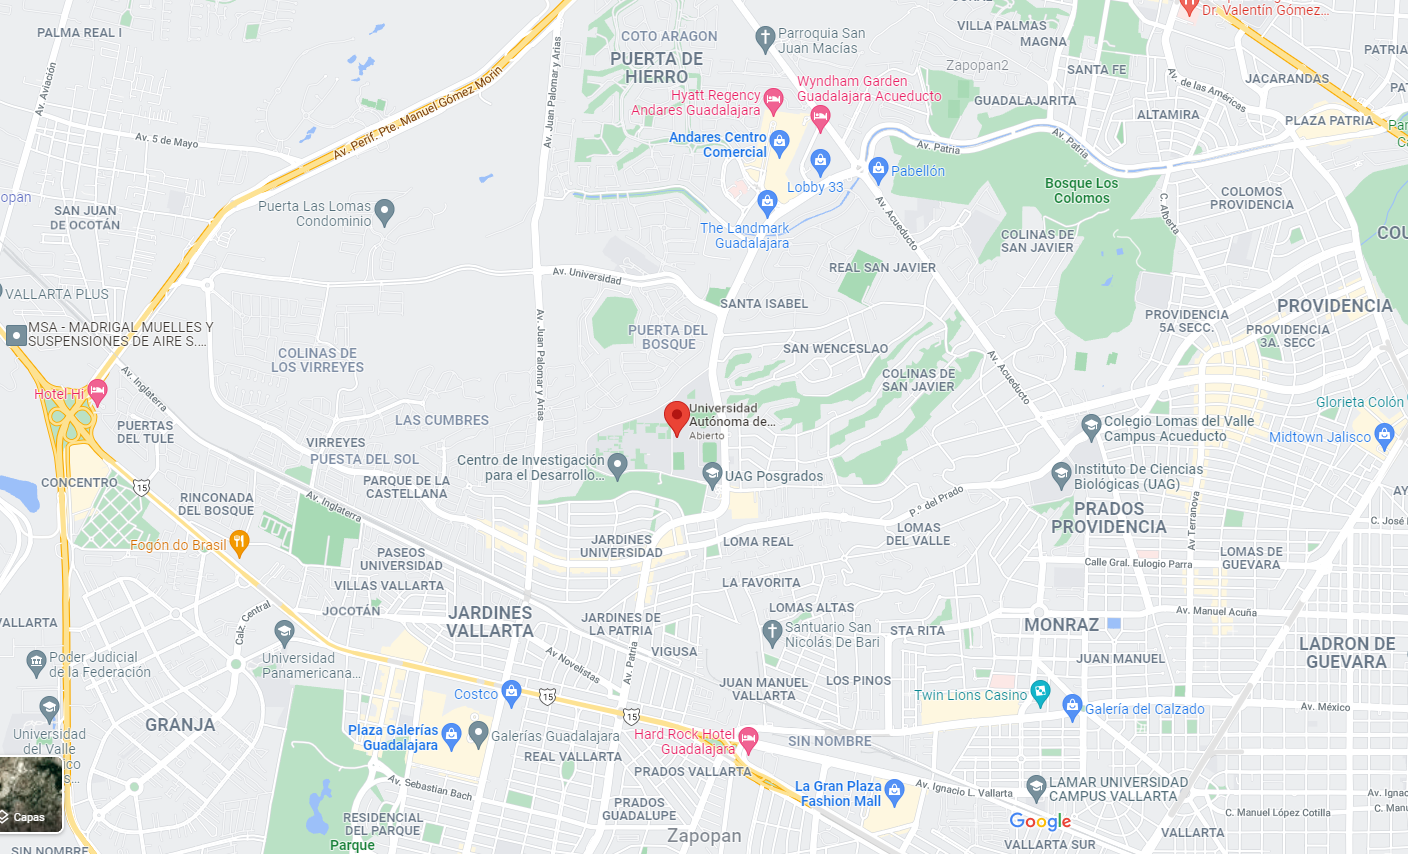 PALMA REAL I
COTO ARAGON
PUERTA DE
HIERRO
Parroquia San
Juan Macías
VILLA PALMAS
MAGNA
Dr. Valentín Gómez...
PATRIA
Zapopan2
SANTA FE
JACARANDAS
Av. Aviación
Av. Juan Palomar y Arias
Av. Perif. Pte. Manuel Gómez Morin
Hyatt Regency
Andares Guadalajara
Wyndham Garden
Guadalajara Acueducto
GUADALAJARITA
Av. de las Américas
ALTAMIRA
PLAZA PATRIA
Av. 5 de Mayo
Andares Centro
Comercial
Av. Patria
Av. Patria
Lobby 33
Pabellón
Bosque Los
Colomos
COLOMOS
PROVIDENCIA
SAN JUAN
DE OCOTÁN
Puerta Las Lomas
Condominio
The Landmark
Guadalajara
Av. Acueducto
C. Alberta
COLINAS DE
SAN JAVIER
Av. Universidad
REAL SAN JAVIER
VALLARTA PLUS
SANTA ISABEL
PROVIDENCIA
MSA - MADRIGAL MUELLES Y
SUSPENSIONES DE AIRE S....
PUERTA DEL
BOSQUE
PROVIDENCIA
5A SECC.
PROVIDENCIA
3A. SECC
COLINAS DE
LOS VIRREYES
Av. Juan Palomar y Arias
SAN WENCESLAO
COLINAS DE
SAN JAVIER
Av. Acueducto
Av. Inglaterra
Hotel Hi
Universidad
Autónoma de...
Abierto
Glorieta Colón
PUERTAS
DEL TULE
LAS CUMBRES
Colegio Lomas del Valle
Campus Acueducto
Midtown Jalisco
VIRREYES
PUESTA DEL SOL
Centro de Investigación
para el Desarrollo...
UAG Posgrados
Instituto De Ciencias
Biológicas (UAG)
CONCENTRO
15
PARQUE DE LA
CASTELLANA
RINCONADA
DEL BOSQUE
Av. Inglaterra
P.º del Prado
PRADOS
PROVIDENCIA
Av. Terranova
Fogón do Brasil
JARDINES
UNIVERSIDAD
LOMA REAL
LOMAS
DEL VALLE
PASEOS
UNIVERSIDAD
LOMAS DE
GUEVARA
Calle Gral. Eulogio Parra
VILLAS VALLARTA
LA FAVORITA
Calz. Central
JOCOTÁN
JARDINES
VALLARTA
JARDINES DE
LA PATRIA
LOMAS ALTAS
Santuario San
Nicolás De Bari
STA RITA
MONRAZ
Av. Manuel Acuña
VALLARTA
Poder Judicial
de la Federación
Universidad
Panamericana...
VIGUSA
Av. Novelistas
Av. Patria
JUAN MANUEL
LADRON DE
GUEVARA
Costco
15
JUAN MANUEL
VALLARTA
LOS PINOS
Twin Lions Casino
Galería del Calzado
Av. México
GRANJA
15
Universidad
del Valle
Plaza Galerías
Guadalajara
Galerías Guadalajara
Hard Rock Hotel
Guadalajara
SIN NOMBRE
REAL VALLARTA
PRADOS VALLARTA
Av. Sebastian Bach
La Gran Plaza
Fashion Mall
Av. Ignacio L. Vallarta
LAMAR UNIVERSIDAD
CAMPUS VALLARTA
PRADOS
GUADALUPE
Capas
RESIDENCIAL
DEL PARQUE
Parque
Zapopan
Google
C. Manuel López Cotilla
VALLARTA
VALLARTA SUR
SIN NOMBRE